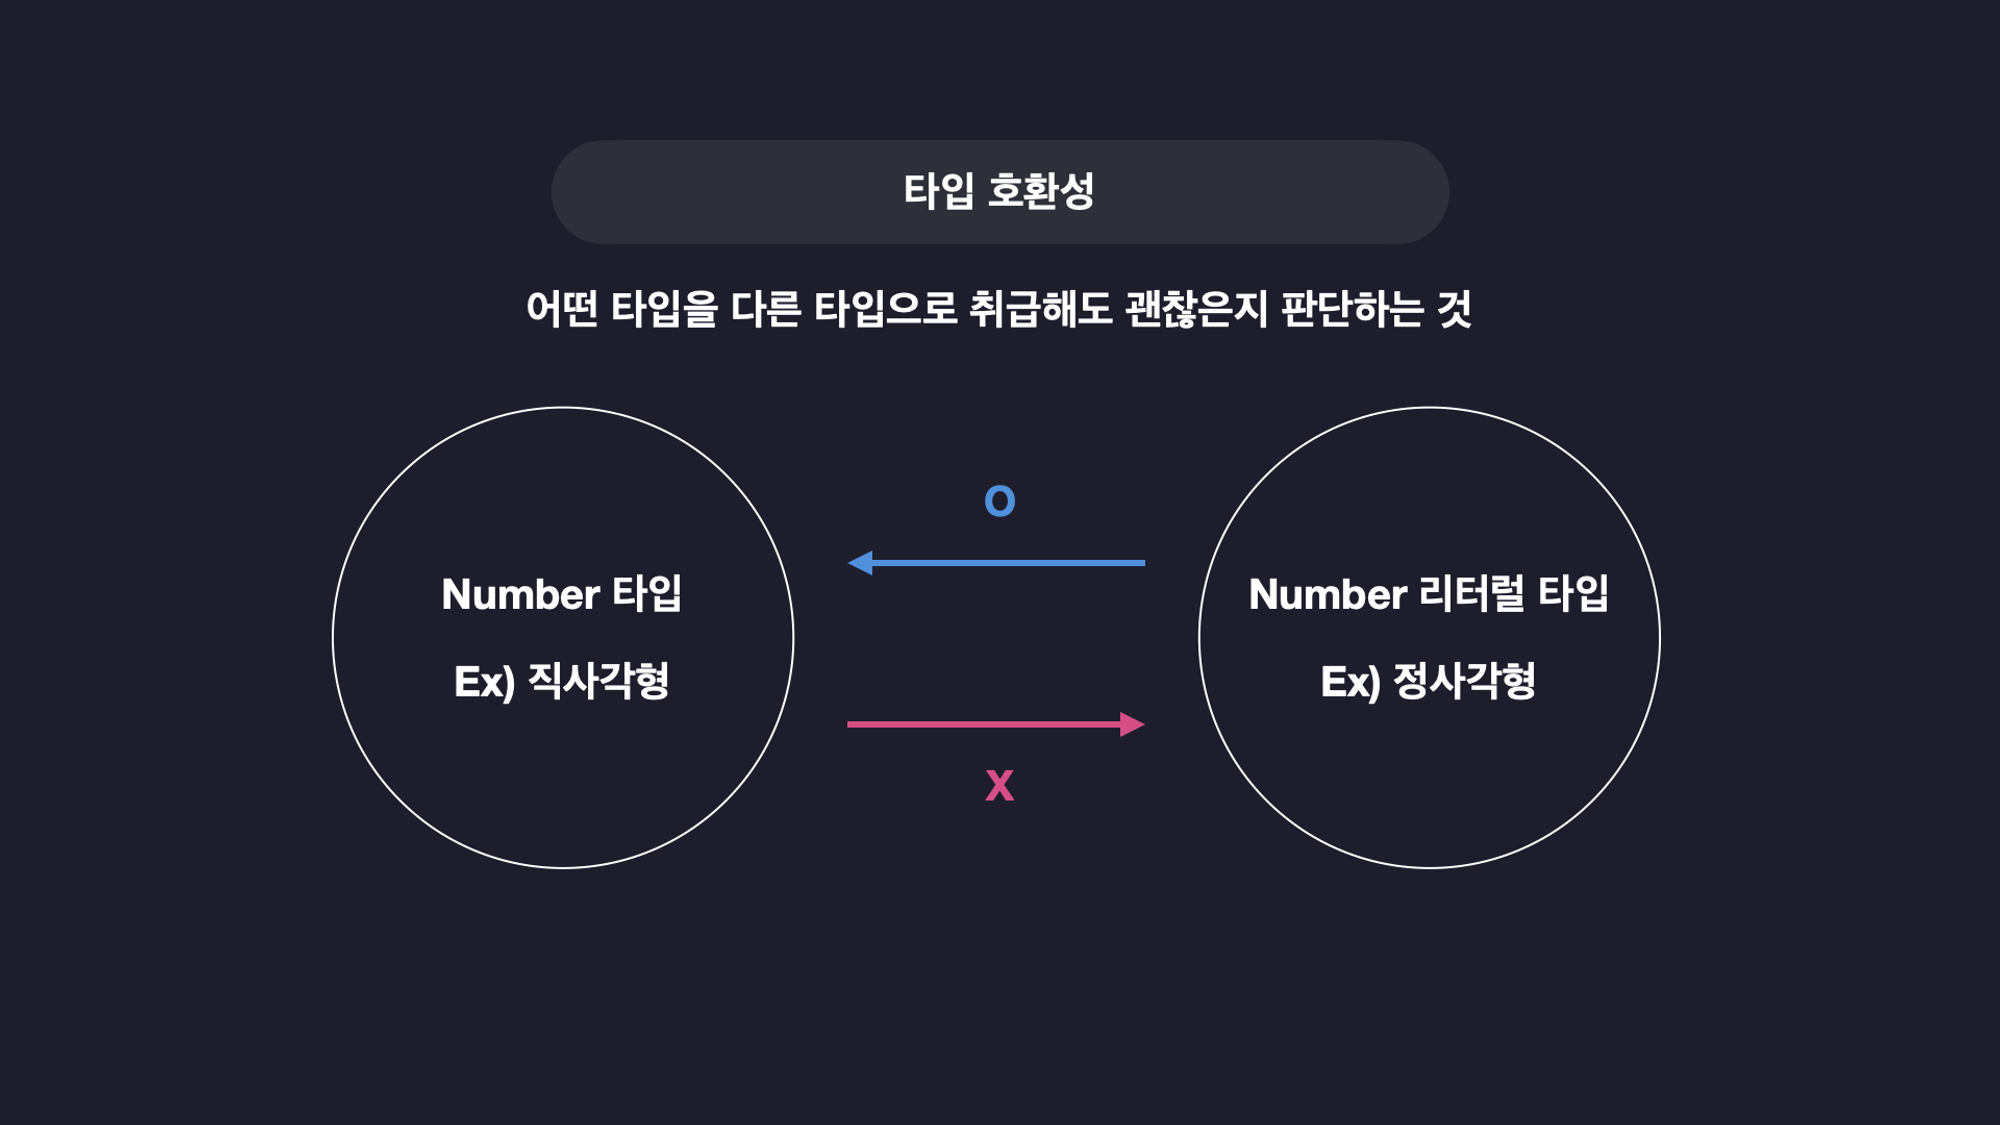 타입 호환성
어떤 타입을 다른 타입으로 취급해도 괜찮은지 판단하는 것
O
Number 타입
Ex) 직사각형
Number 리터럴 타입
Ex) 정사각형
X